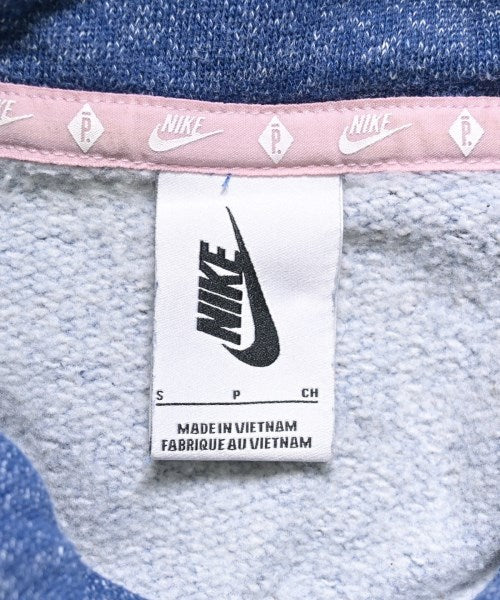 NIKE P. NIKE P.
NIKE
S P CH
MADE IN VIETNAM
FABRIQUE AU VIETNAM